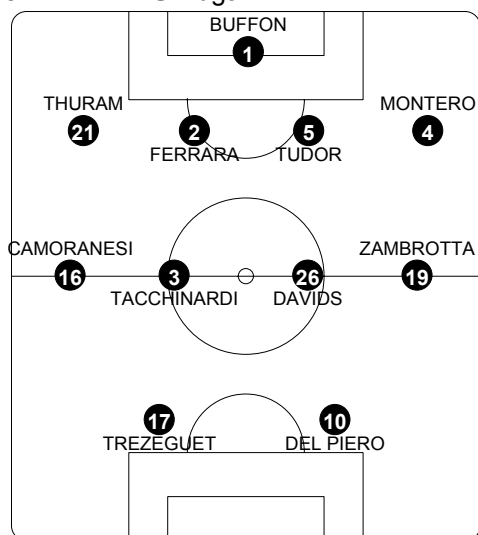 BUFFON
1
THURAM
MONTERO
21
2
5
4
FERRARA
TUDOR
CAMORANESI
ZAMBROTTA
16
3
26
19
TACCHINARDI
DAVIDS
17
10
TREZEGUET
DEL PIERO